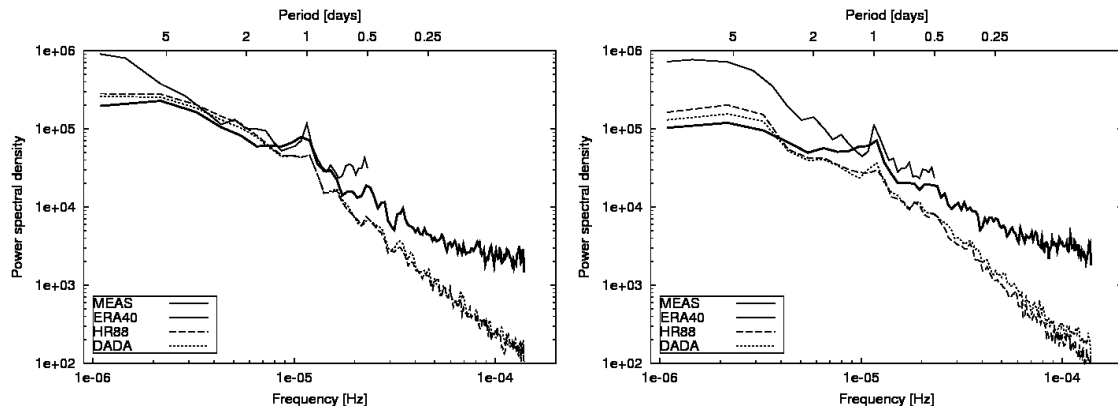 Period [days]
5 2 1 0.5 0.25
1e+06
1e+05
1e+04
1e+03
1e+02
Power spectral density
MEAS
ERA40
HR88
DADA
1e-06 1e-05 1e-04
Frequency [Hz]
Period [days]
5 2 1 0.5 0.25
1e+06
1e+05
1e+04
1e+03
1e+02
Power spectral density
MEAS
ERA40
HR88
DADA
1e-06 1e-05 1e-04
Frequency [Hz]